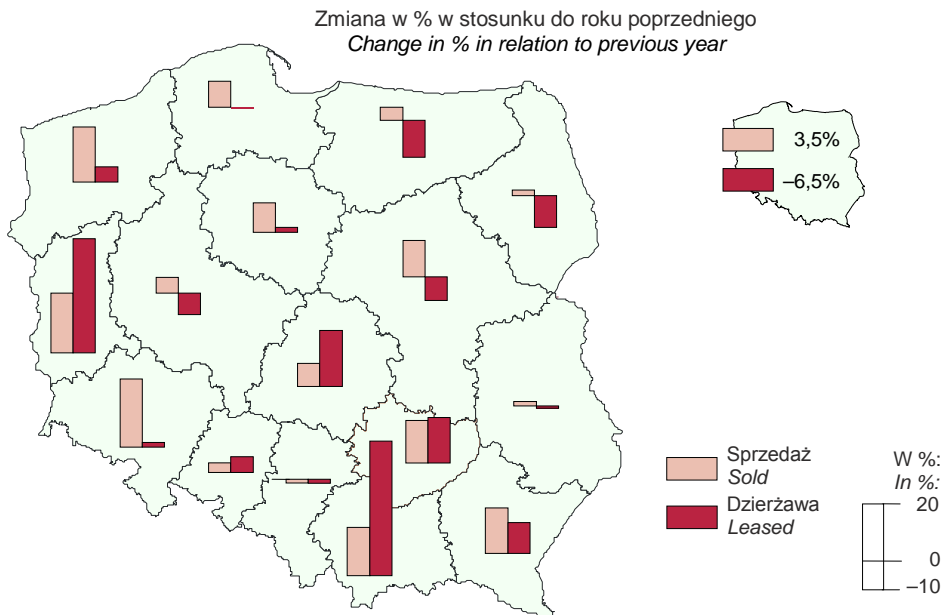 Zmiana w % w stosunku do roku poprzedniego
Change in % in relation to previous year
3,5%
–6,5%
Sprzedaż
Sold
Dzierżawa
Leased
W %:
In %:
20
0
–10